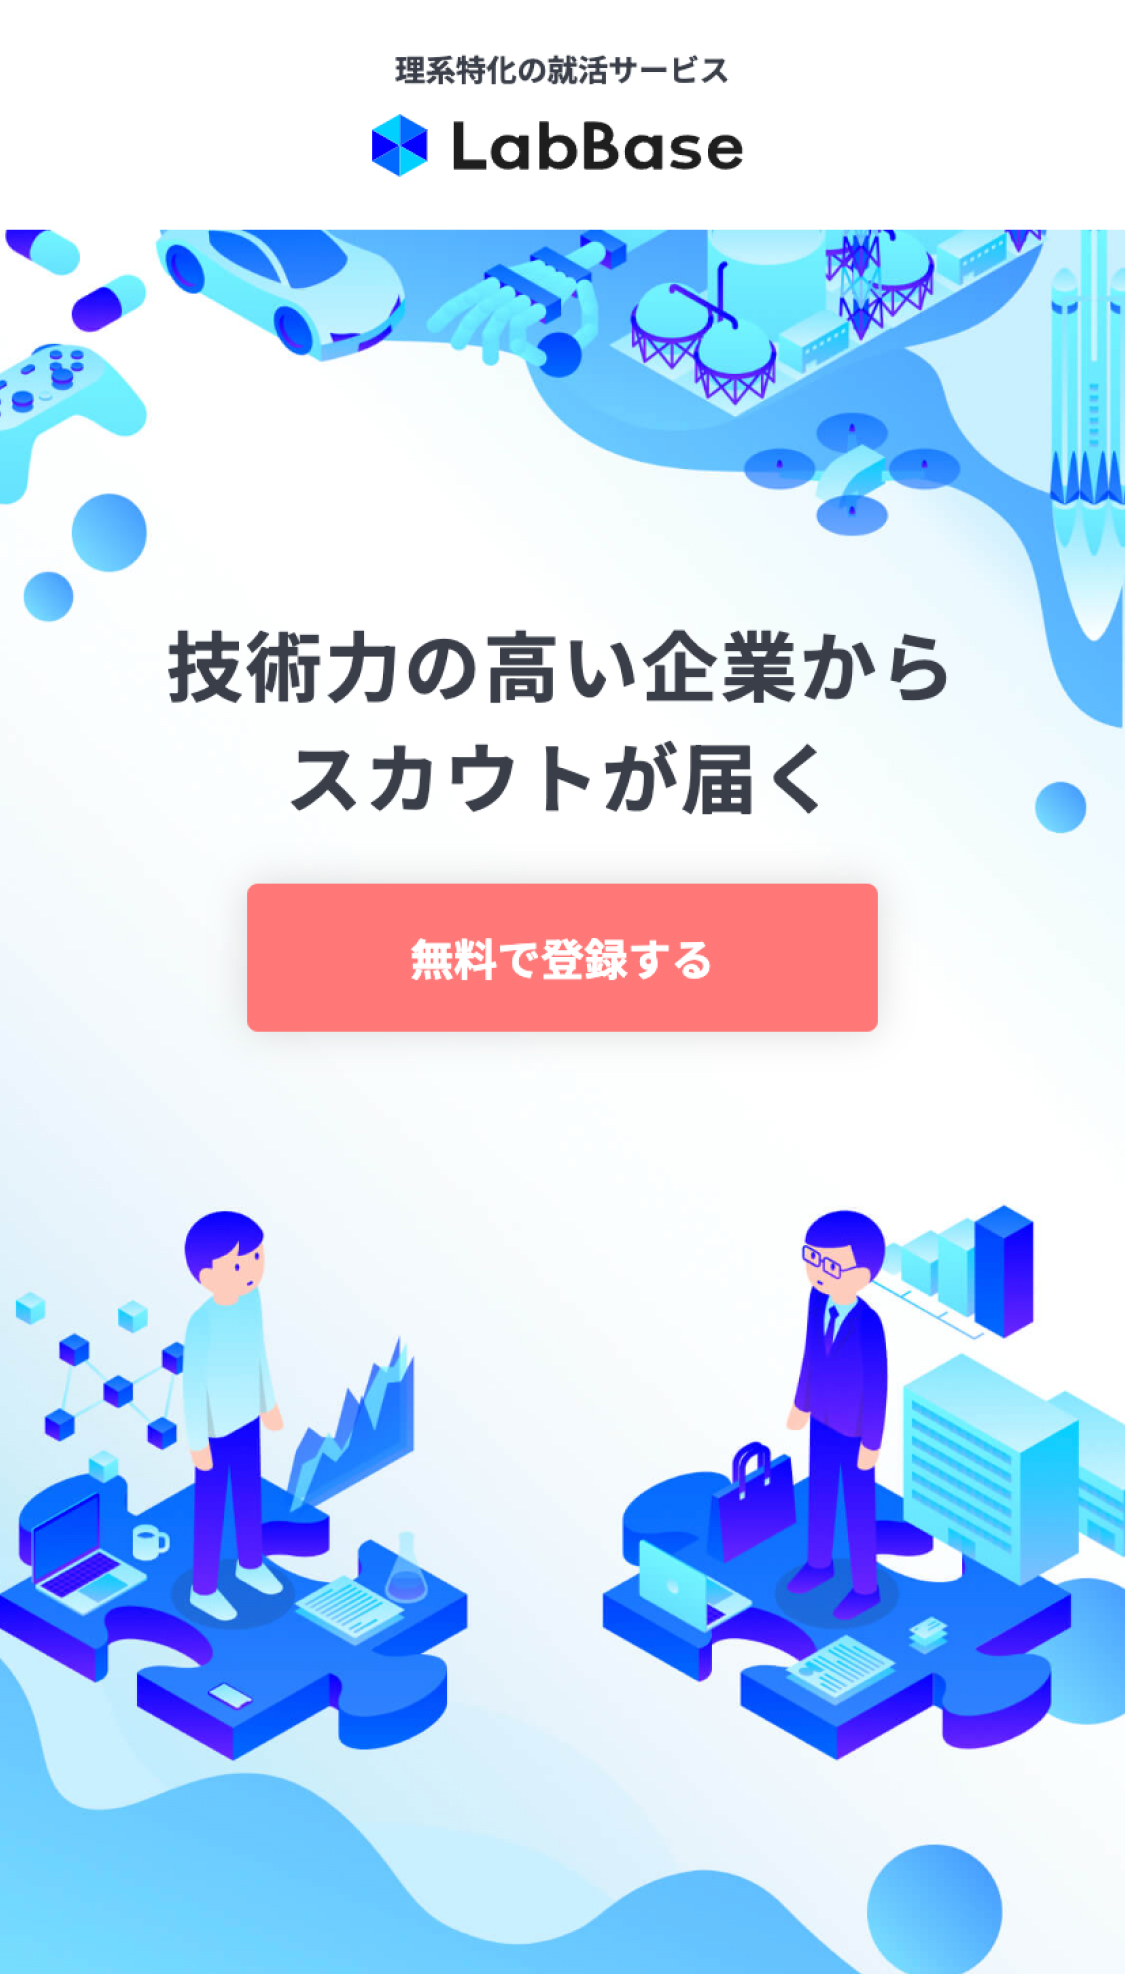 理系特化の就活サービス
LabBase
技術力の高い企業から
スカウトが届く
無料で登録する